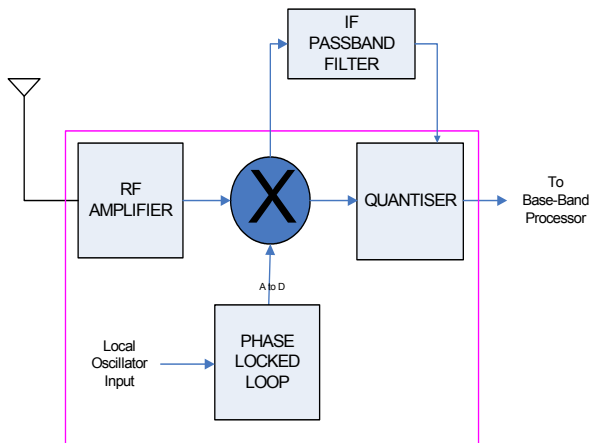 IF
PASSBAND
FILTER
RF
AMPLIFIER
X
QUANTISER
To
Base-Band
Processor
A to D
Local
Oscillator
Input
PHASE
LOCKED
LOOP